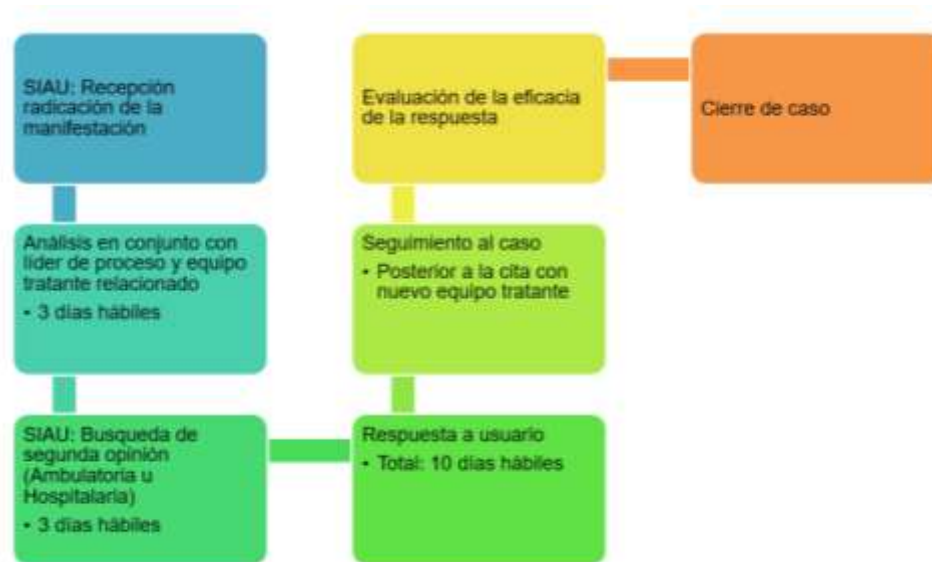 SIAU: Recepción
radicación de la
manifestación
Análisis en conjunto con
líder de proceso y equipo
tratante relacionado
• 3 días hábiles
SIAU: Busqueda de
segunda opinión
(Ambulatoria u
Hospitalaria)
• 3 días hábiles
Respuesta a usuario
• Total: 10 días hábiles
Seguimiento al caso
• Posterior a la cita con
nuevo equipo tratante
Evaluación de la eficacia
de la respuesta
Cierre de caso